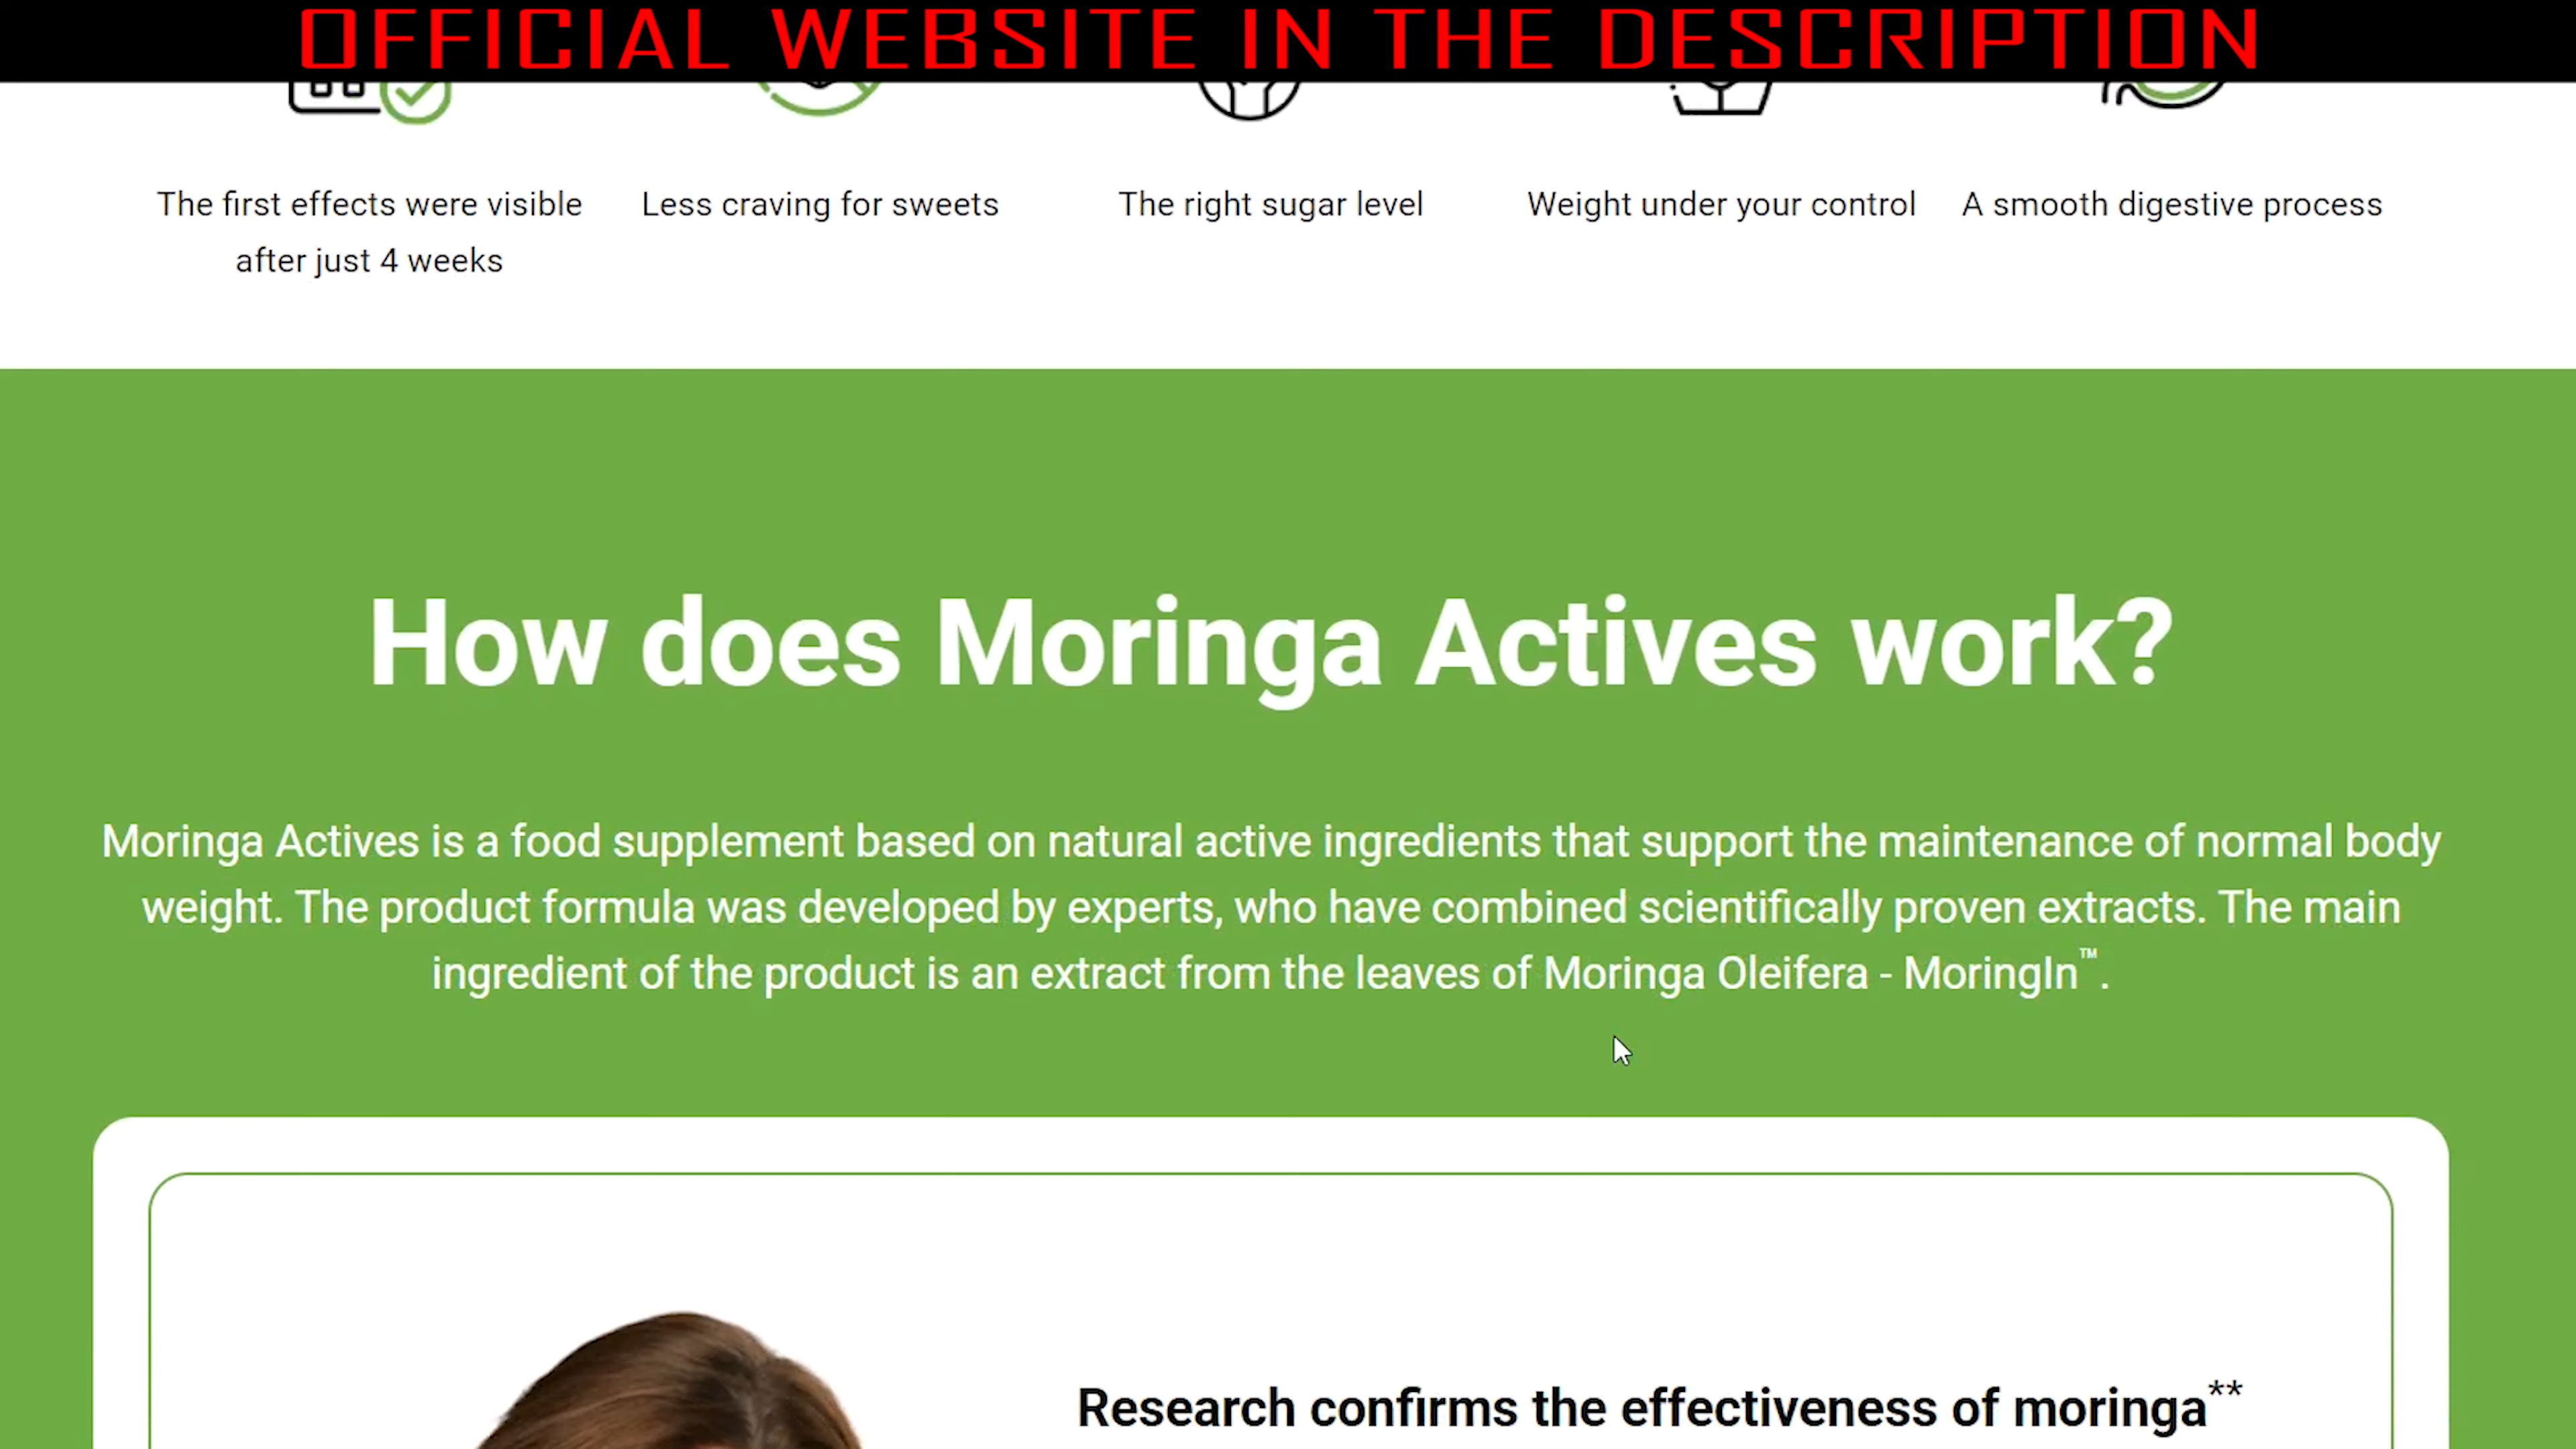 OFFICIAL WEBSITE IN THE DESCRIPTION
The first effects were visible
after just 4 weeks
Less craving for sweets
The right sugar level
Weight under your control
A smooth digestive process
How does Moringa Actives work?
Moringa Actives is a food supplement based on natural active ingredients that support the maintenance of normal body
weight. The product formula was developed by experts, who have combined scientifically proven extracts. The main
ingredient of the product is an extract from the leaves of Moringa Oleifera - MoringIn™.
Research confirms the effectiveness of moringa**